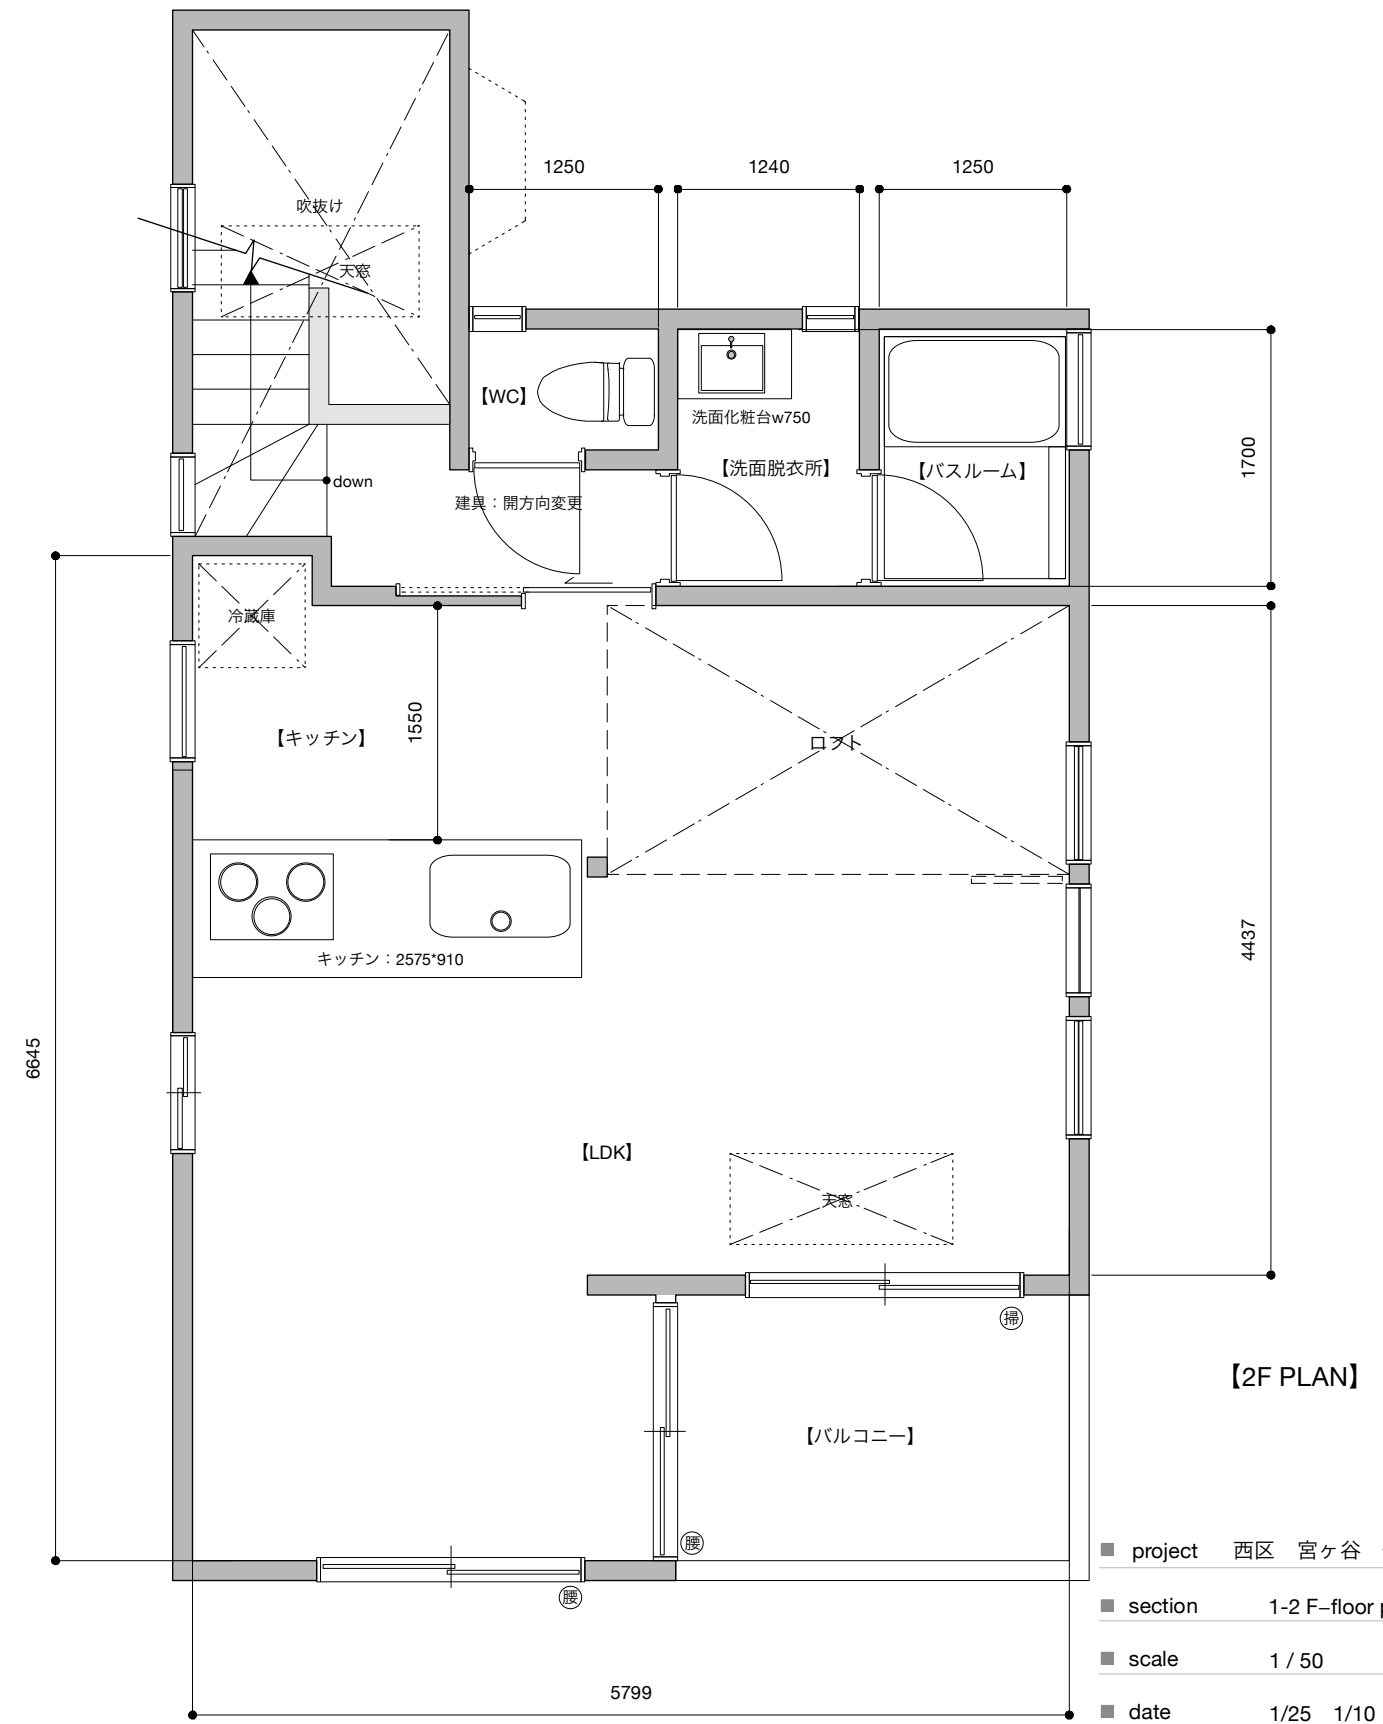 1250
1240
1250
吹抜け
天窓
【WC】
洗面化粧台w750
【洗面脱衣所】
【バスルーム】
1700
down
建具：開方向変更
冷蔵庫
【キッチン】
1550
ロフト
4437
キッチン：2575*910
6645
【LDK】
天窓
掃
【2F PLAN】
【バルコニー】
腰
腰
project 西区 宮ヶ谷
section 1-2 F–floor
scale 1 / 50
5799
date 1/25 1/10